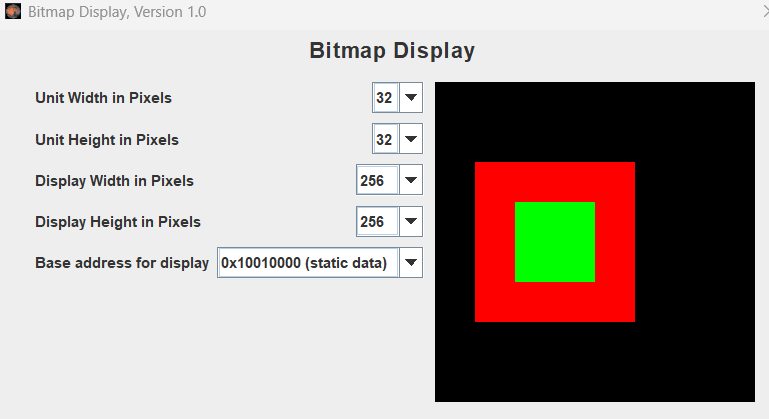 Bitmap Display, Version 1.0
Bitmap Display
Unit Width in Pixels 32
Unit Height in Pixels 32
Display Width in Pixels 256
Display Height in Pixels 256
Base address for display 0x10010000 (static data)